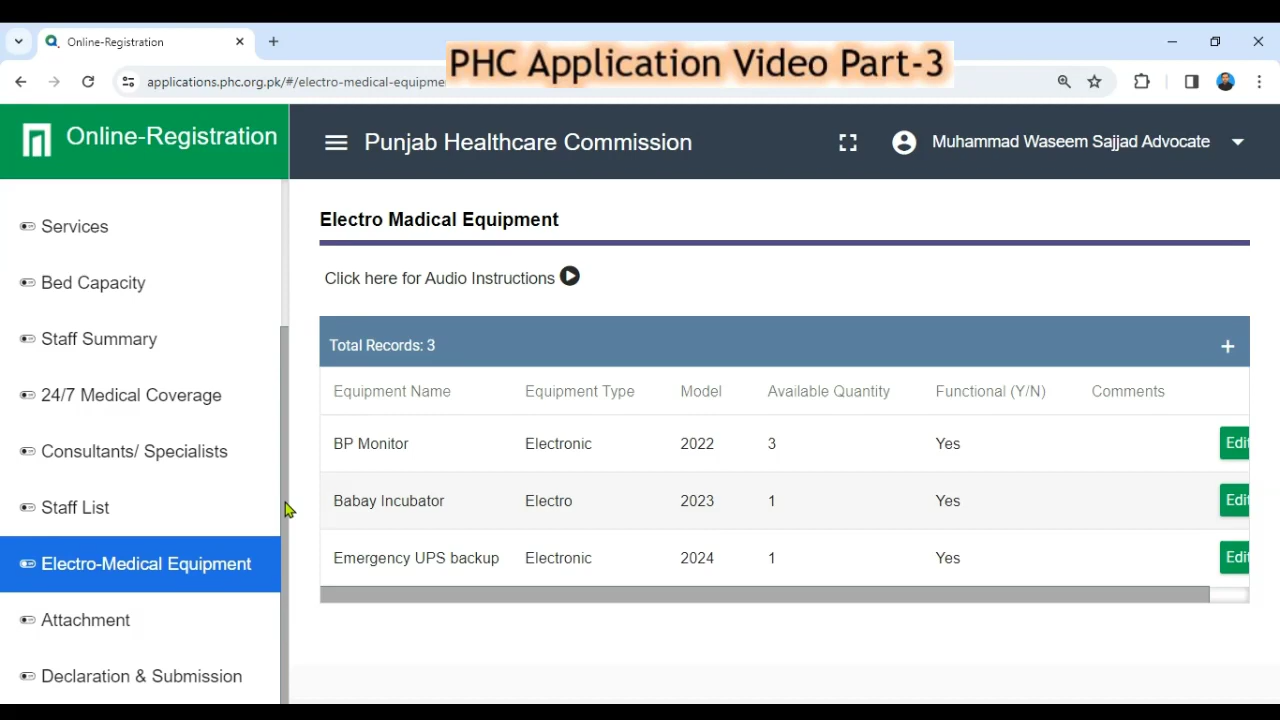 Online-Registration
PHC Application Video Part-3
applications.phc.org.pk/#/electro-medical-equipme
Online-Registration
Punjab Healthcare Commission
Muhammad Waseem Sajjad Advocate
Services
Bed Capacity
Staff Summary
24/7 Medical Coverage
Consultants/ Specialists
Staff List
Electro-Medical Equipment
Attachment
Declaration & Submission
Electro Madical Equipment
Click here for Audio Instructions
Total Records: 3
+
Equipment Name Equipment Type Model Available Quantity Functional (Y/N) Comments
BP Monitor Electronic 2022 3 Yes Edit
Babay Incubator Electro 2023 1 Yes Edit
Emergency UPS backup Electronic 2024 1 Yes Edit